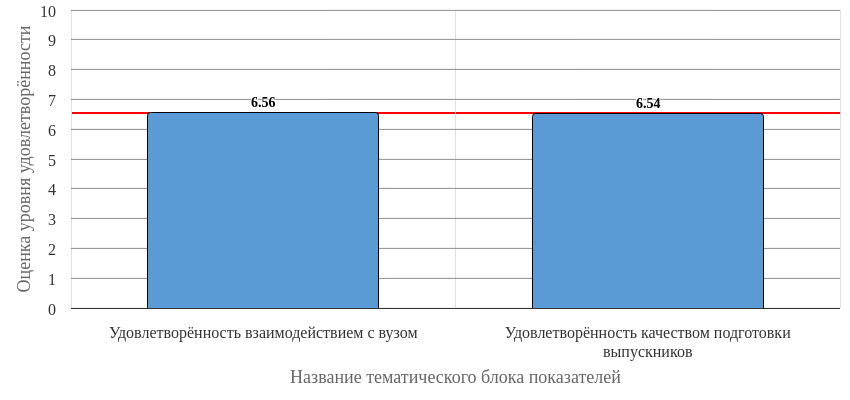 10
9
8
7
6
5
4
3
2
1
0
Оценка уровня удовлетворённости
6.56
6.54
Удовлетворённость взаимодействием с вузом
Удовлетворённость качеством подготовки
выпускников
Название тематического блока показателей